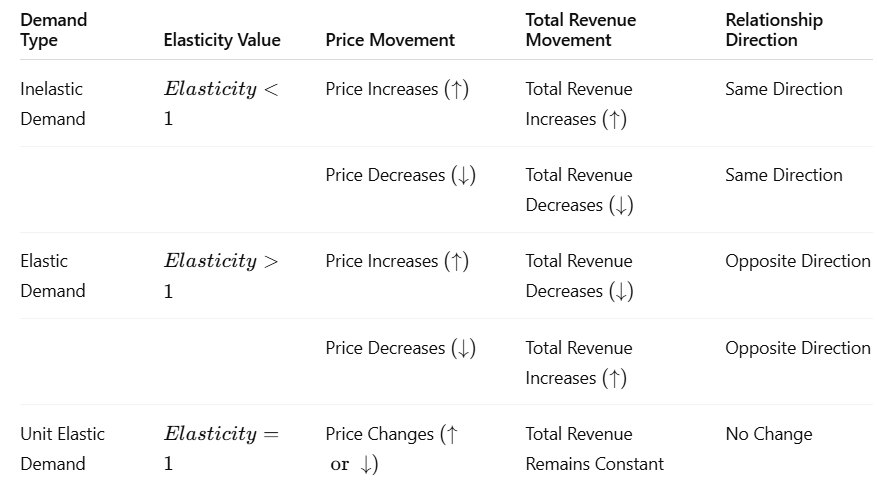 Demand Type | Elasticity Value | Price Movement | Total Revenue Movement | Relationship Direction
Inelastic Demand | Elasticity < 1 | Price Increases (↑) | Total Revenue Increases (↑) | Same Direction
Price Decreases (↓) | Total Revenue Decreases (↓) | Same Direction
Elastic Demand | Elasticity > 1 | Price Increases (↑) | Total Revenue Decreases (↓) | Opposite Direction
Price Decreases (↓) | Total Revenue Increases (↑) | Opposite Direction
Unit Elastic Demand | Elasticity = 1 | Price Changes (↑ or ↓) | Total Revenue Remains Constant | No Change